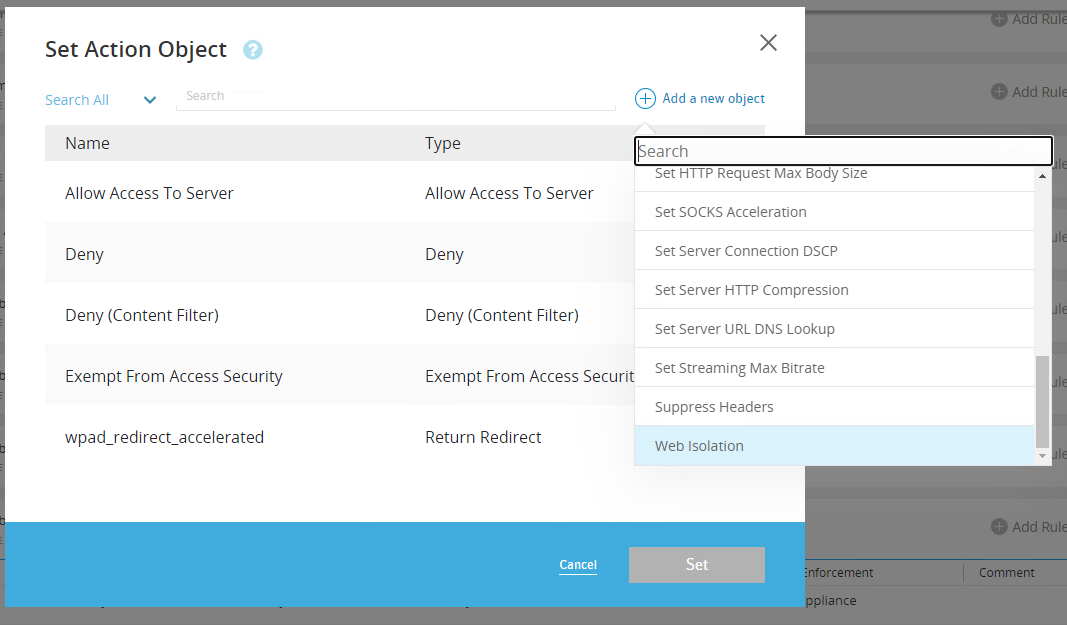 Add Rule
Set Action Object ?
Search All
Search
Add a new object
Add Rule
Name Type
Search
Set HTTP Request Max Body Size
Allow Access To Server Allow Access To Server
Set SOCKS Acceleration
Deny Deny
Set Server Connection DSCP
Set Server HTTP Compression
Deny (Content Filter) Deny (Content Filter)
Set Server URL DNS Lookup
Exempt From Access Security Exempt From Access Securit
Set Streaming Max Bitrate
Suppress Headers
wpad_redirect_accelerated Return Redirect
Web Isolation
Add Rule
Cancel
Set
Enforcement Comment
ppliance